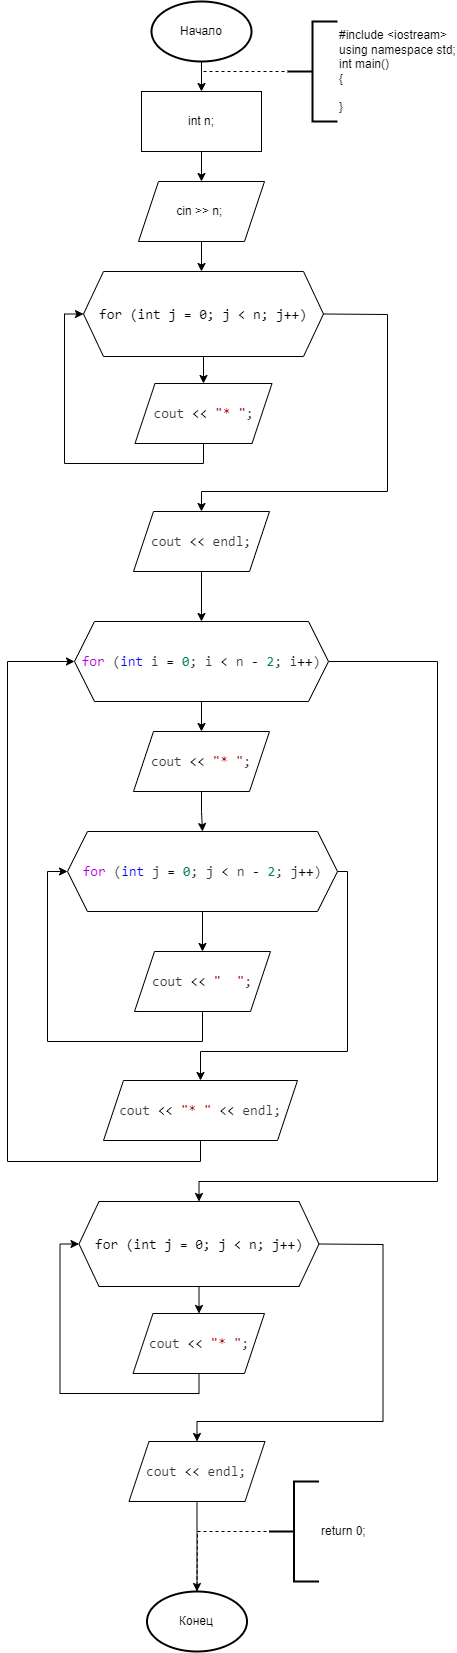 Начало
#include <iostream>
using namespace std;
int main()
{
}
int n;
cin >> n;
for (int j = 0; j < n; j++)
cout << "* ";
cout << endl;
for (int i = 0; i < n - 2; i++)
cout << "* ";
for (int j = 0; j < n - 2; j++)
cout << "  ";
cout << "* " << endl;
for (int j = 0; j < n; j++)
cout << "* ";
cout << endl;
return 0;
Конец